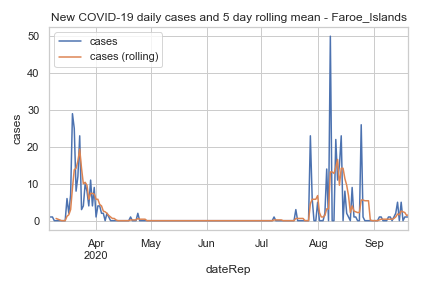 New COVID-19 daily cases and 5 day rolling mean - Faroe_Islands
cases
cases (rolling)
50
40
30
20
10
0
cases
Apr
2020
May
Jun
Jul
Aug
Sep
dateRep